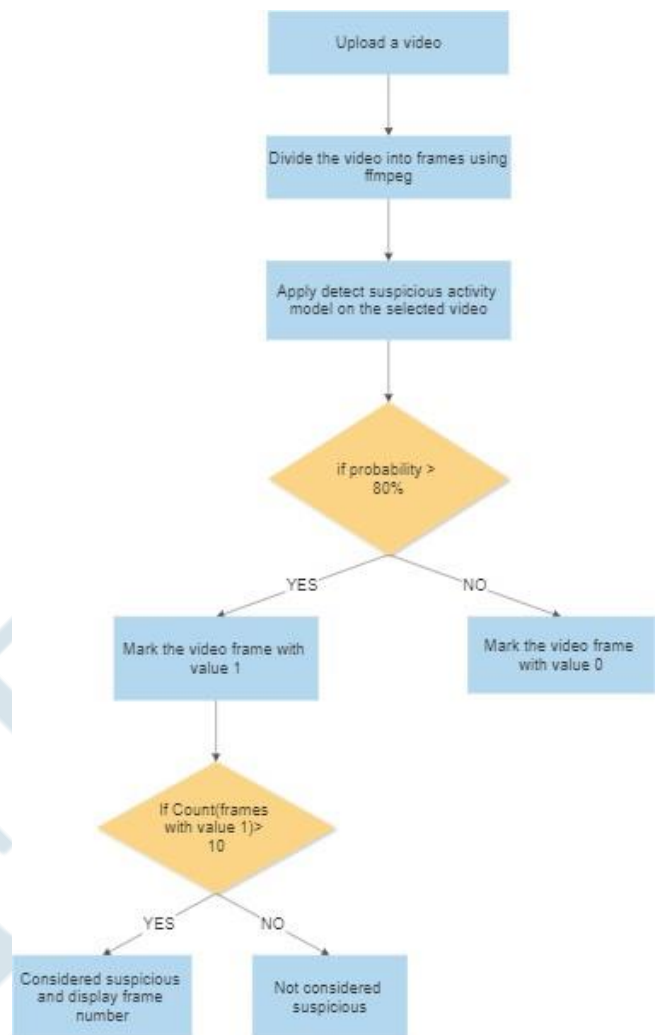 Upload a video
Divide the video into frames using
ffmpeg
Apply detect suspicious activity
model on the selected video
if probability >
80%
YES
NO
Mark the video frame with
value 1
Mark the video frame
with value 0
If Count(frames
with value 1)>
10
YES
NO
Considered suspicious
and display frame
number
Not considered
suspicious